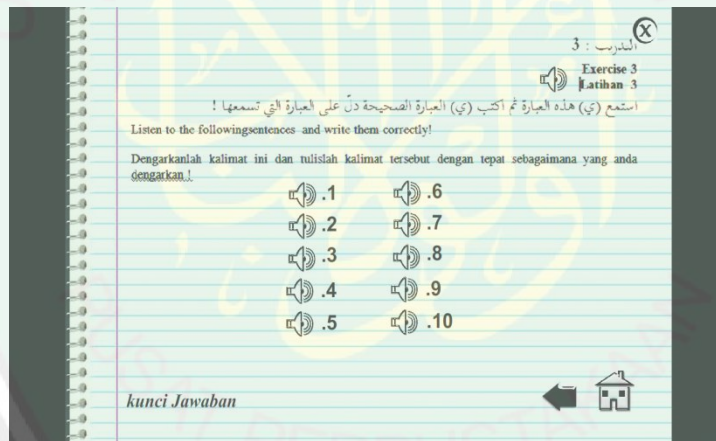 X
التدريب : 3
Exercise 3
Latihan 3
استمع (ي) هذه العبارة ثم اكتب (ي) العبارة الصحيحة دلّ على العبارة التي تسمعها !
Listen to the followingsentences and write them correctly!
Dengarkanlah kalimat ini dan tulislah kalimat tersebut dengan tepat sebagaimana yang anda
dengarkan !
.1
.6
.2
.7
.3
.8
.4
.9
.5
.10
kunci Jawaban